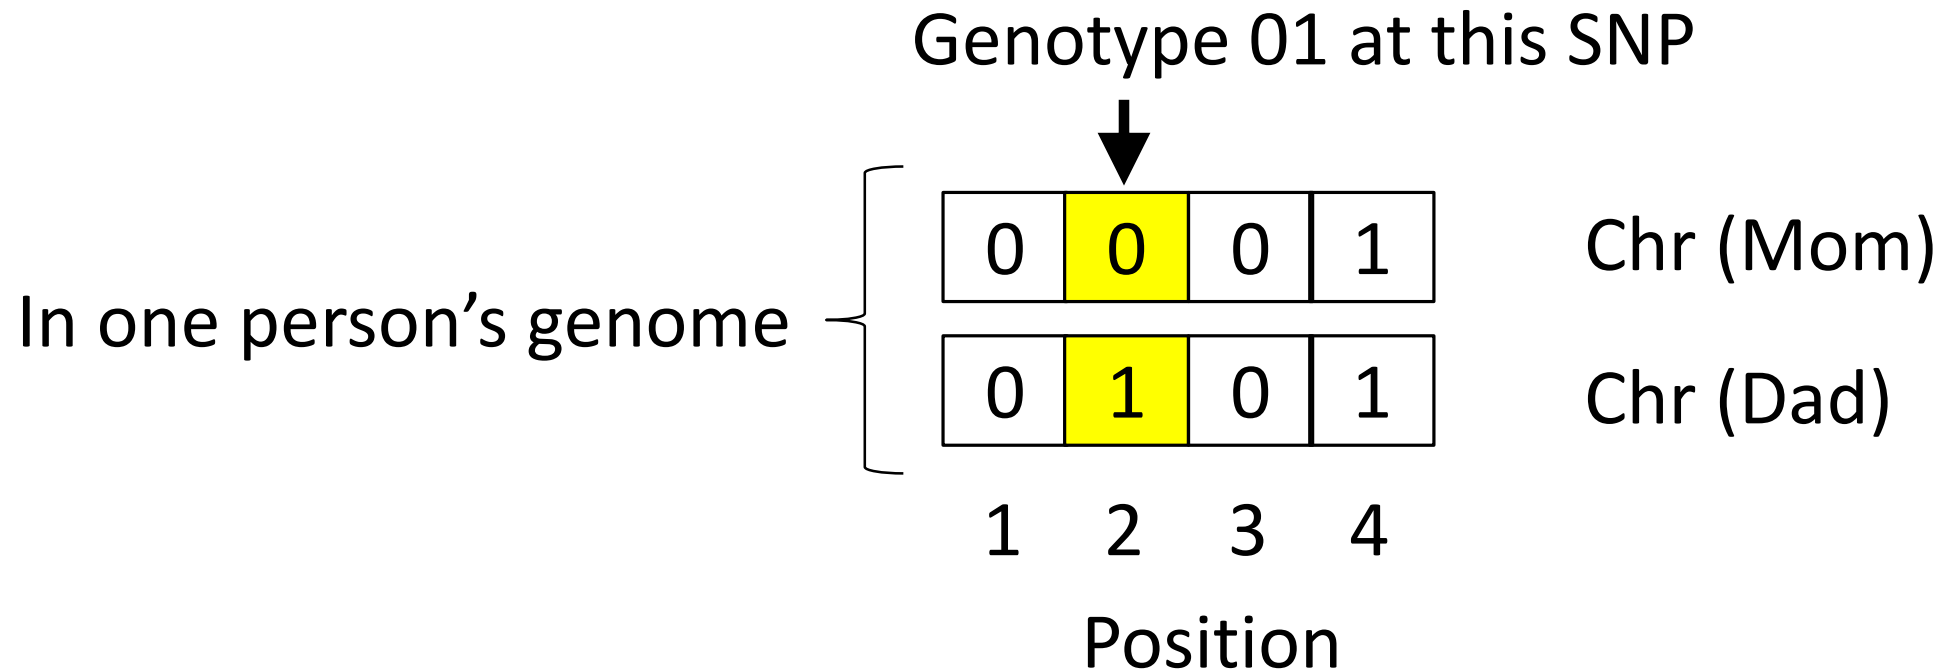 Genotype 01 at this SNP
0 0 0 1 Chr (Mom)
In one person’s genome
0 1 0 1 Chr (Dad)
1 2 3 4
Position